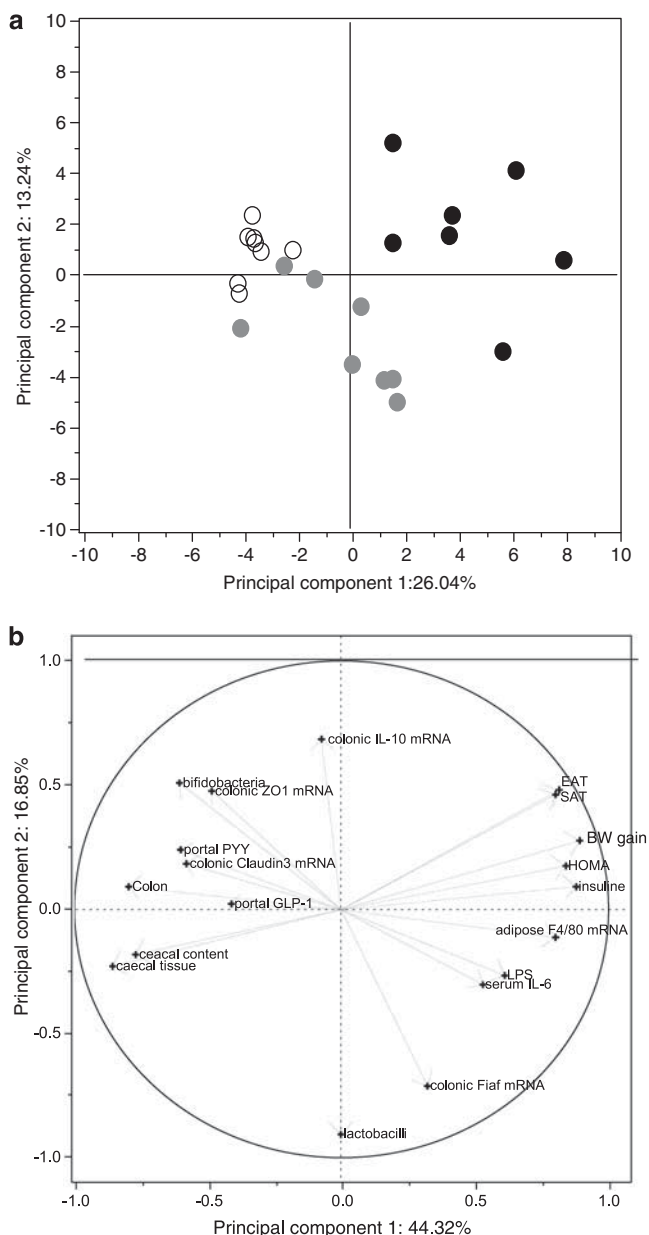 a
10
8
6
4
2
0
-2
-4
-6
-8
-10
Principal component 2: 13.24%
-10 -8 -6 -4 -2 0 2 4 6 8 10
Principal component 1:26.04%
b
1.0
0.5
0.0
-0.5
-1.0
Principal component 2: 16.85%
colonic IL-10 mRNA
bifidobacteria
colonic ZO1 mRNA
EAT
SAT
BW gain
portal PYY
colonic Claudin3 mRNA
HOMA
Colon
insuline
portal GLP-1
adipose F4/80 mRNA
ceacal content
caecal tissue
LPS
serum IL-6
colonic Fiaf mRNA
lactobacilli
-1.0 -0.5 0.0 0.5 1.0
Principal component 1: 44.32%